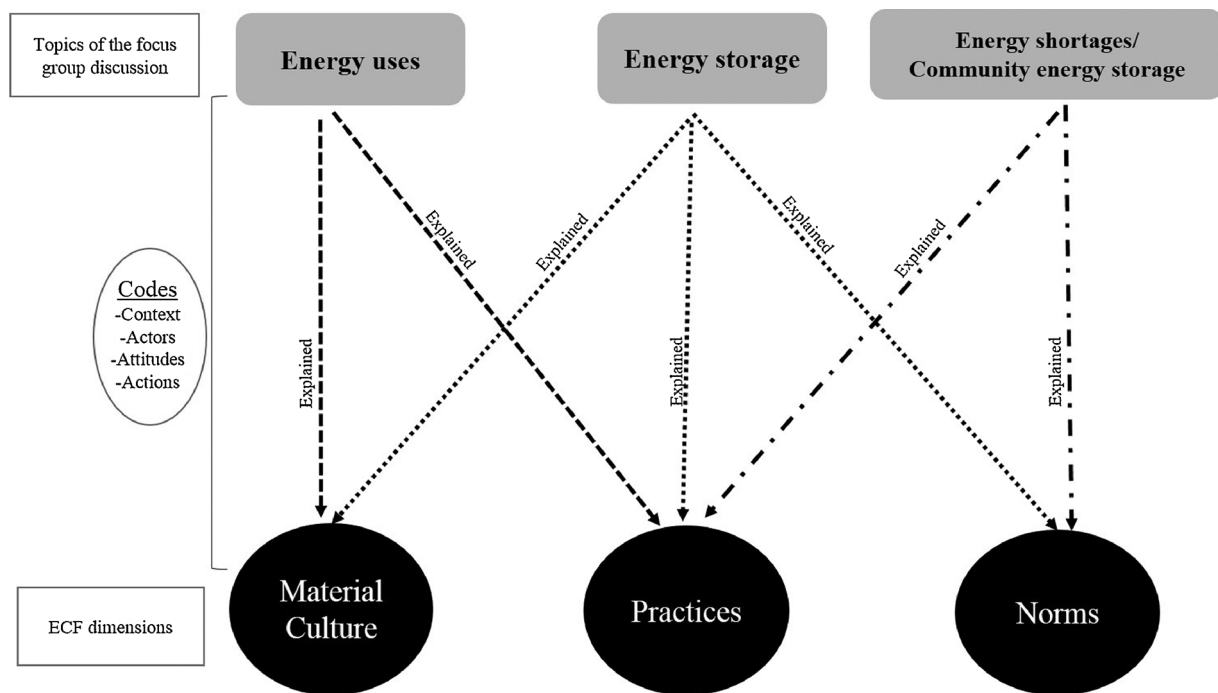 Topics of the focus
group discussion
Energy uses
Energy storage
Energy shortages/
Community energy storage
Explained
Explained
Explained
Explained
Explained
Explained
Explained
Codes
-Context
-Actors
-Attitudes
-Actions
ECF dimensions
Material
Culture
Practices
Norms